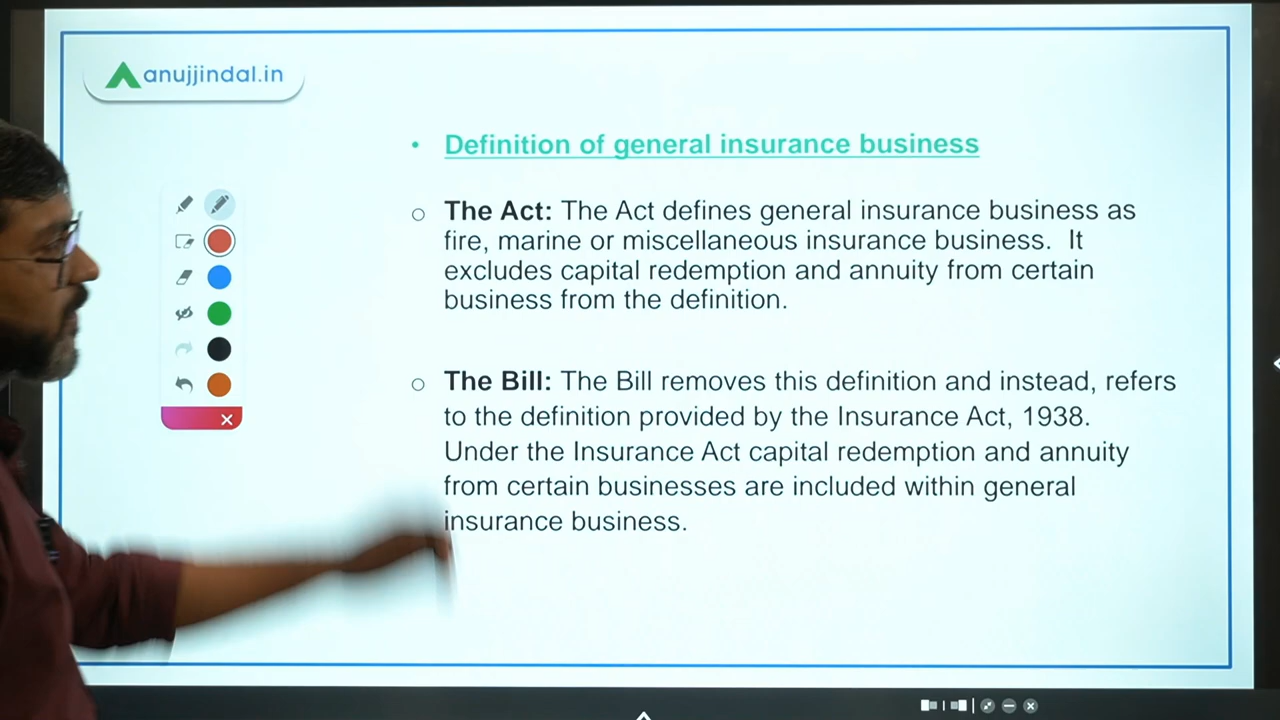 anujjindal.in
• Definition of general insurance business
○ The Act: The Act defines general insurance business as
fire, marine or miscellaneous insurance business. It
excludes capital redemption and annuity from certain
business from the definition.
○ The Bill: The Bill removes this definition and instead, refers
to the definition provided by the Insurance Act, 1938.
Under the Insurance Act capital redemption and annuity
from certain businesses are included within general
insurance business.